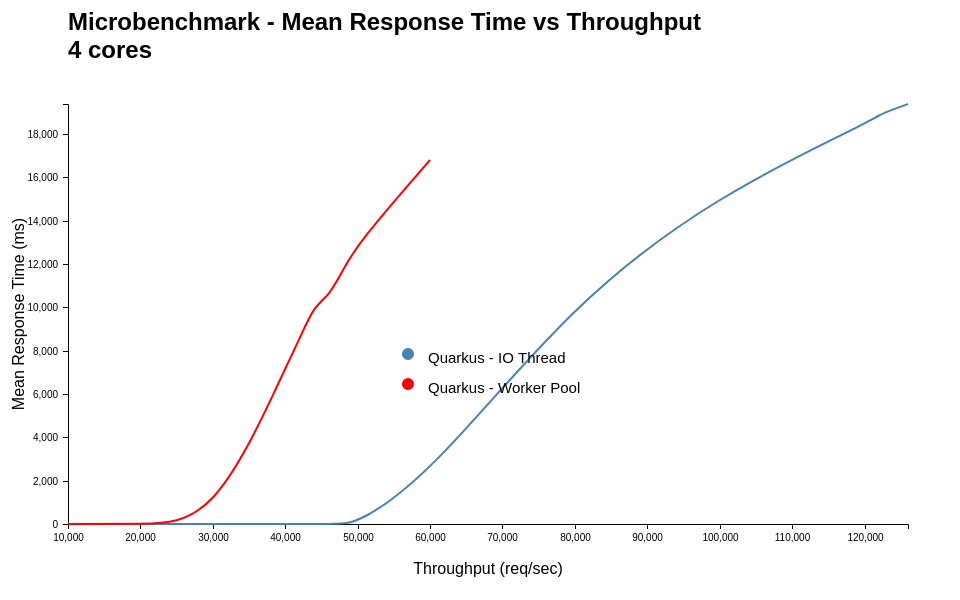 Microbenchmark - Mean Response Time vs Throughput
4 cores
18,000
16,000
14,000
12,000
10,000
8,000
6,000
4,000
2,000
0
Mean Response Time (ms)
Quarkus - IO Thread
Quarkus - Worker Pool
10,000 20,000 30,000 40,000 50,000 60,000 70,000 80,000 90,000 100,000 110,000 120,000
Throughput (req/sec)